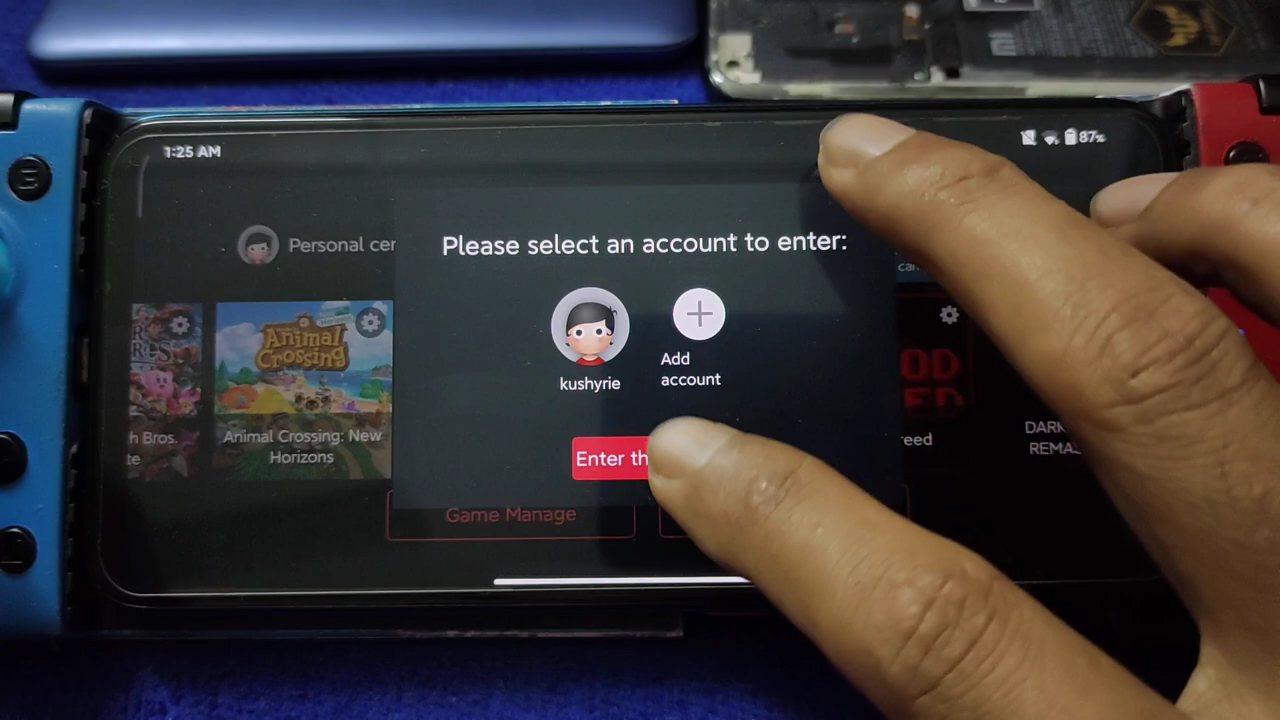 1:25 AM
87%
Personal cer
Please select an account to enter:
Animal
Crossing
kushyrie
Add
account
h Bros.
te
Animal Crossing: New
Horizons
OD
reed
DARK
REMA
Enter th
Game Manage